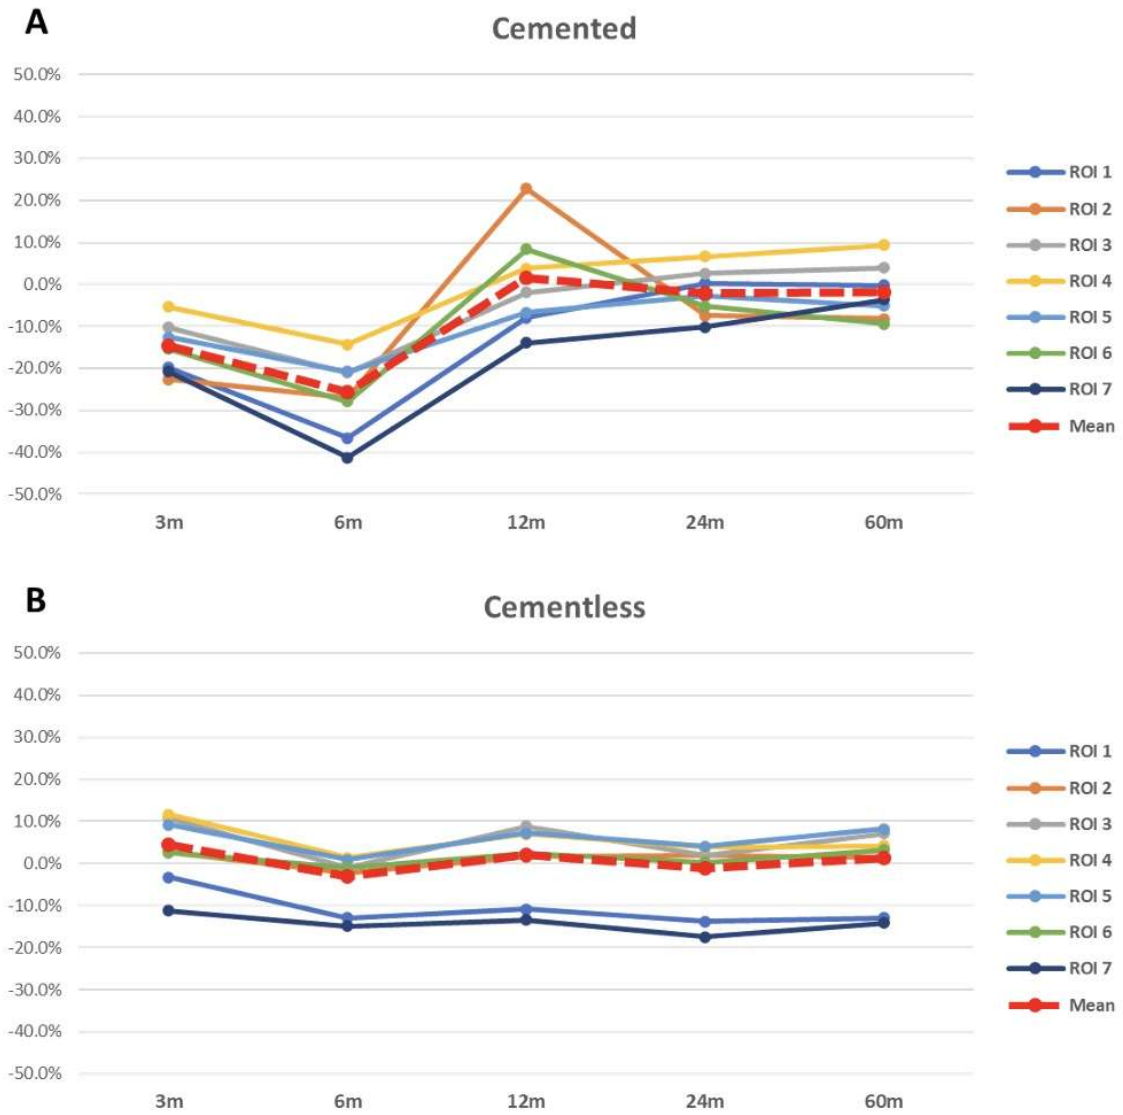 A
Cemented
50.0%
40.0%
30.0%
20.0%
10.0%
0.0%
-10.0%
-20.0%
-30.0%
-40.0%
-50.0%
3m 6m 12m 24m 60m
ROI 1
ROI 2
ROI 3
ROI 4
ROI 5
ROI 6
ROI 7
Mean
B
Cementless
50.0%
40.0%
30.0%
20.0%
10.0%
0.0%
-10.0%
-20.0%
-30.0%
-40.0%
-50.0%
3m 6m 12m 24m 60m
ROI 1
ROI 2
ROI 3
ROI 4
ROI 5
ROI 6
ROI 7
Mean